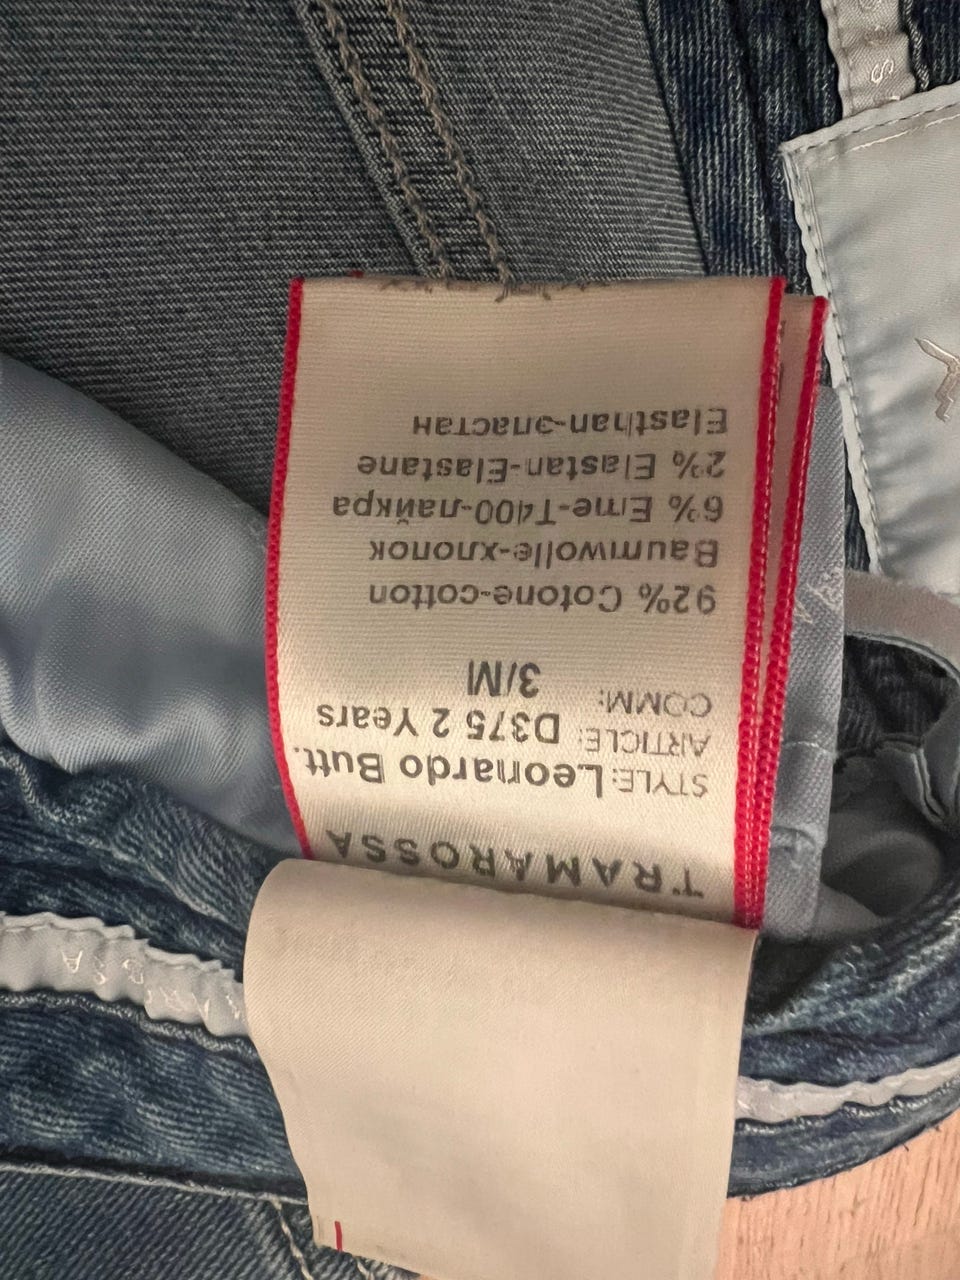 TRAMAROSSA
STYLE: Leonardo Butt.
ARTICLE: D375 2 Years
COMM:
3/M
92% Cotone-cotton
Baumwolle-хлопок
6% Eme-T400-лайкра
2% Elastan-Elastane
Elasthan-эластан